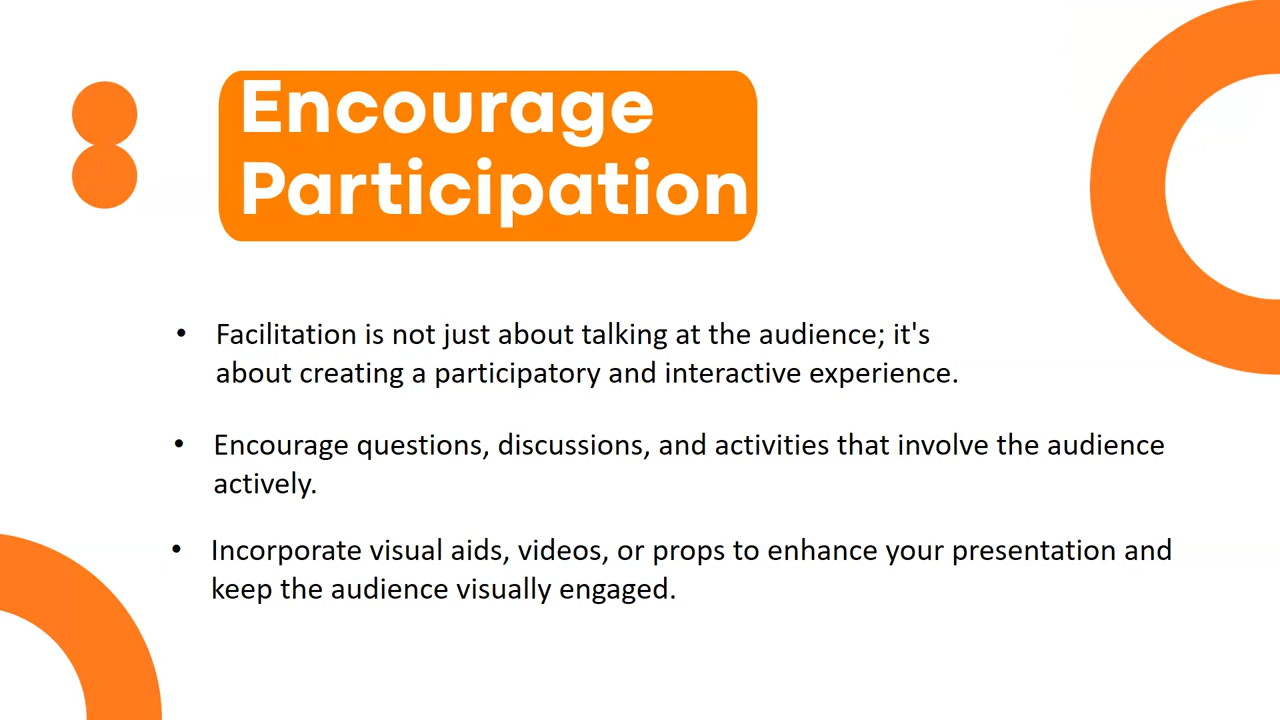 Encourage
Participation
• Facilitation is not just about talking at the audience; it's
about creating a participatory and interactive experience.
• Encourage questions, discussions, and activities that involve the audience
actively.
• Incorporate visual aids, videos, or props to enhance your presentation and
keep the audience visually engaged.